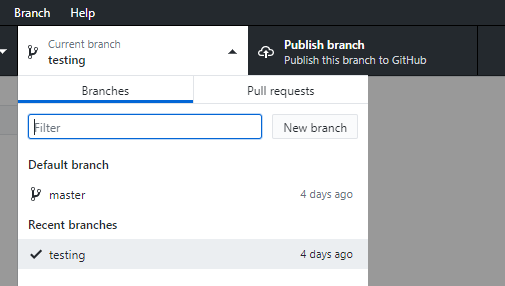 Branch Help
Current branch
testing
Publish branch
Publish this branch to GitHub
Branches Pull requests
Filter New branch
Default branch
master 4 days ago
Recent branches
testing 4 days ago